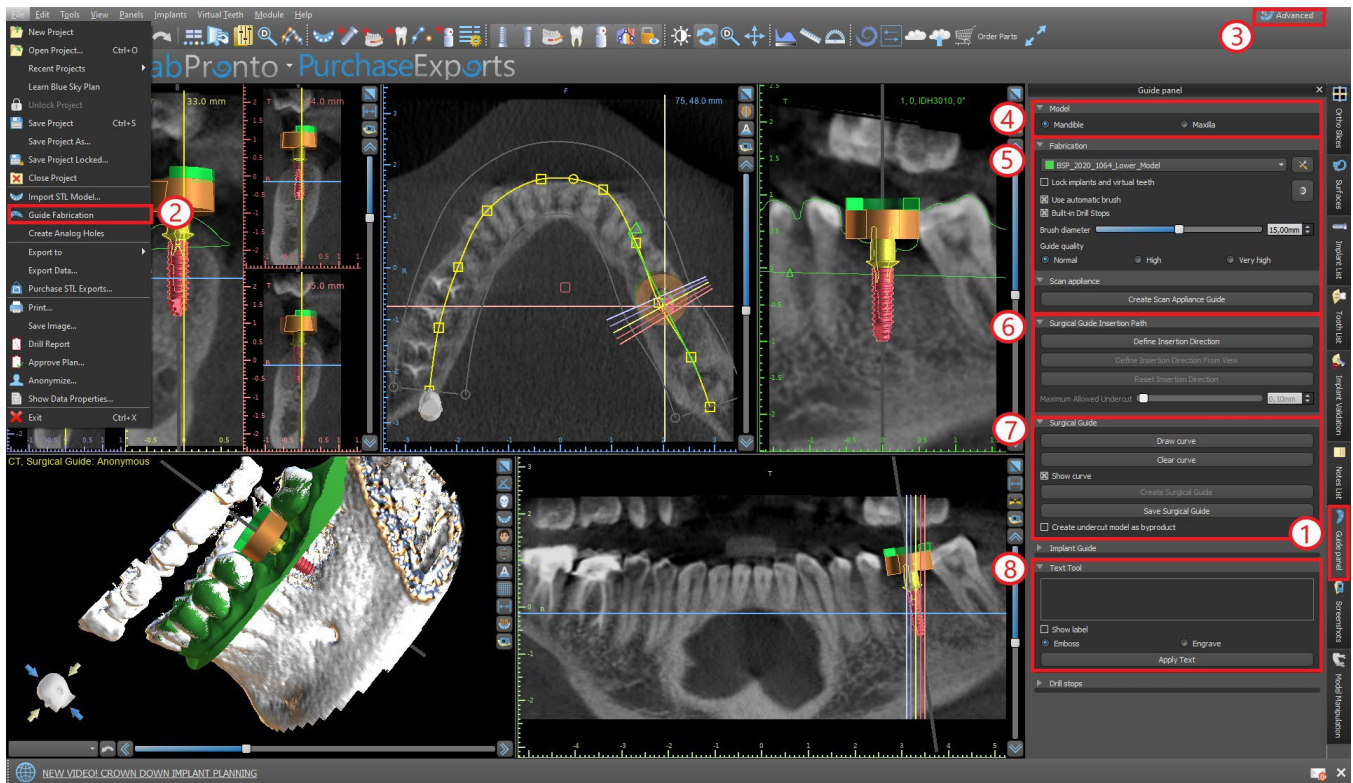 File Edit Tools View Panels Implants Virtual Teeth Module Help
Advanced
3
Order Parts
abPronto PurchaseExports
New Project
Open Project... Ctrl+O
Recent Projects
Learn Blue Sky Plan
Unlock Project
Save Project Ctrl+S
Save Project As...
Save Project Locked...
Close Project
Import STL Model...
Guide Fabrication
2
Create Analog Holes
Export to
Export Data...
Purchase STL Exports...
Print...
Save Image...
Drill Report
Approve Plan...
Anonymize...
Show Data Properties...
Exit Ctrl+X
33.0 mm
35.0 mm
F
75, 48.0 mm
R
T
1, 0, IDH3010, 0°
CT, Surgical Guide: Anonymous
T
R
Guide panel
4
Model
Mandible
Maxilla
5
Fabrication
BSP_2020_1064_Lower_Model
Lock implants and virtual teeth
Use automatic brush
Built-in Drill Stops
Brush diameter 15,00mm
Guide quality
Normal High Very high
Scan appliance
Create Scan Appliance Guide
6
Surgical Guide Insertion Path
Define Insertion Direction
Define Insertion Direction From View
Reset Insertion Direction
Maximum Allowed Undercut 0,10mm
7
Surgical Guide
Draw curve
Clear curve
Show curve
Create Surgical Guide
Save Surgical Guide
Create undercut model as byproduct
1
Implant Guide
8
Text Tool
Show label
Emboss Engrave
Apply Text
Drill stops
Ortho Slices
Surfaces
Implant List
Tooth List
Implant Validation
Notes List
Guide panel
Screenshots
Model Manipulation
NEW VIDEO! CROWN DOWN IMPLANT PLANNING